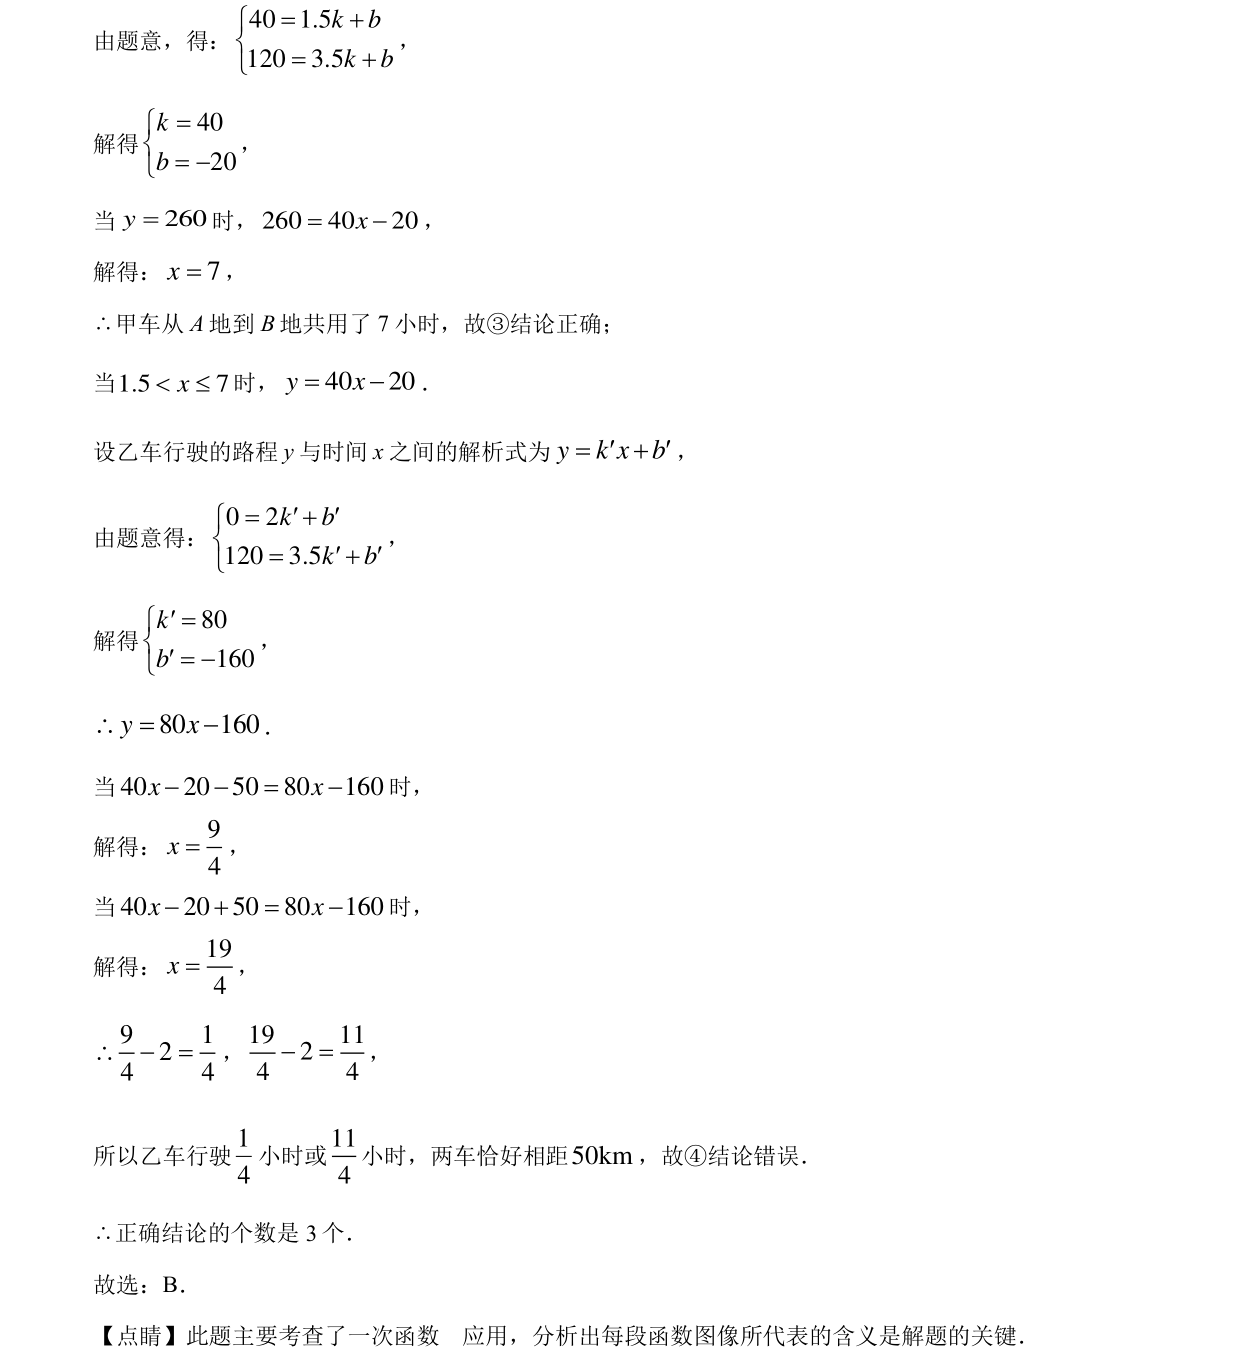 由题意，得：{40=1.5k+b
120=3.5k+b，
解得{k=40
b=−20，
当 y=260 时，260=40x−20，
解得：x=7，
∴甲车从 A 地到 B 地共用了 7 小时，故③结论正确；
当1.5<x≤7时，y=40x−20．
设乙车行驶的路程 y 与时间 x 之间的解析式为 y=k′x+b′，
由题意得：{0=2k′+b′
120=3.5k′+b′，
解得{k′=80
b′=−160，
∴y=80x−160．
当40x−20−50=80x−160时，
解得：x=9/4，
当40x−20+50=80x−160时，
解得：x=19/4，
∴9/4−2=1/4，19/4−2=11/4，
所以乙车行驶1/4小时或11/4小时，两车恰好相距50km，故④结论错误．
∴正确结论的个数是 3 个．
故选：B．
【点睛】此题主要考查了一次函数　应用，分析出每段函数图像所代表的含义是解题的关键．